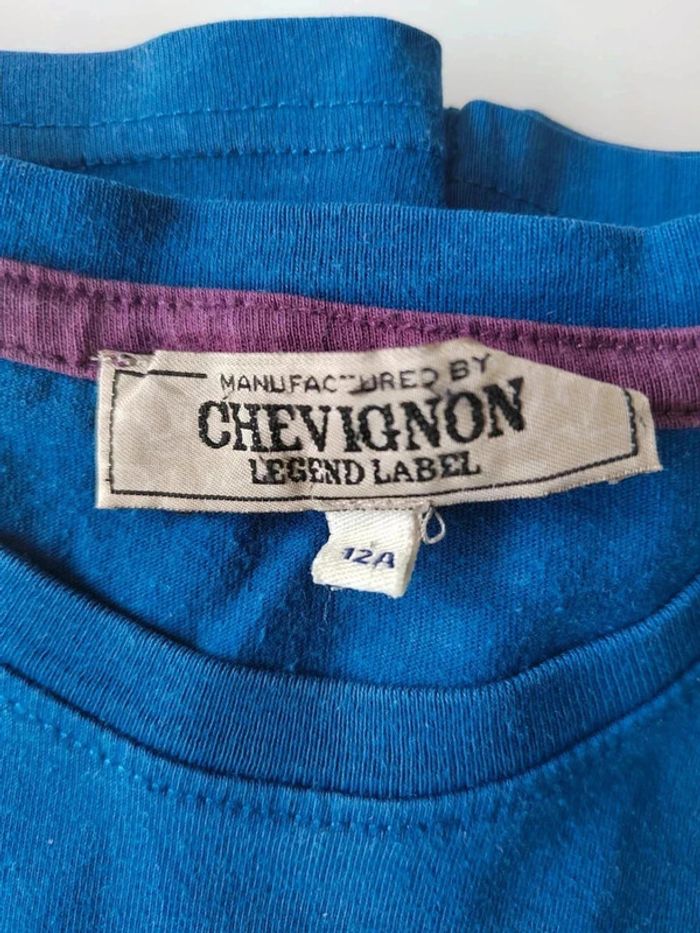 MANUFACTURED BY
CHEVIGNON
LEGEND LABEL
12A